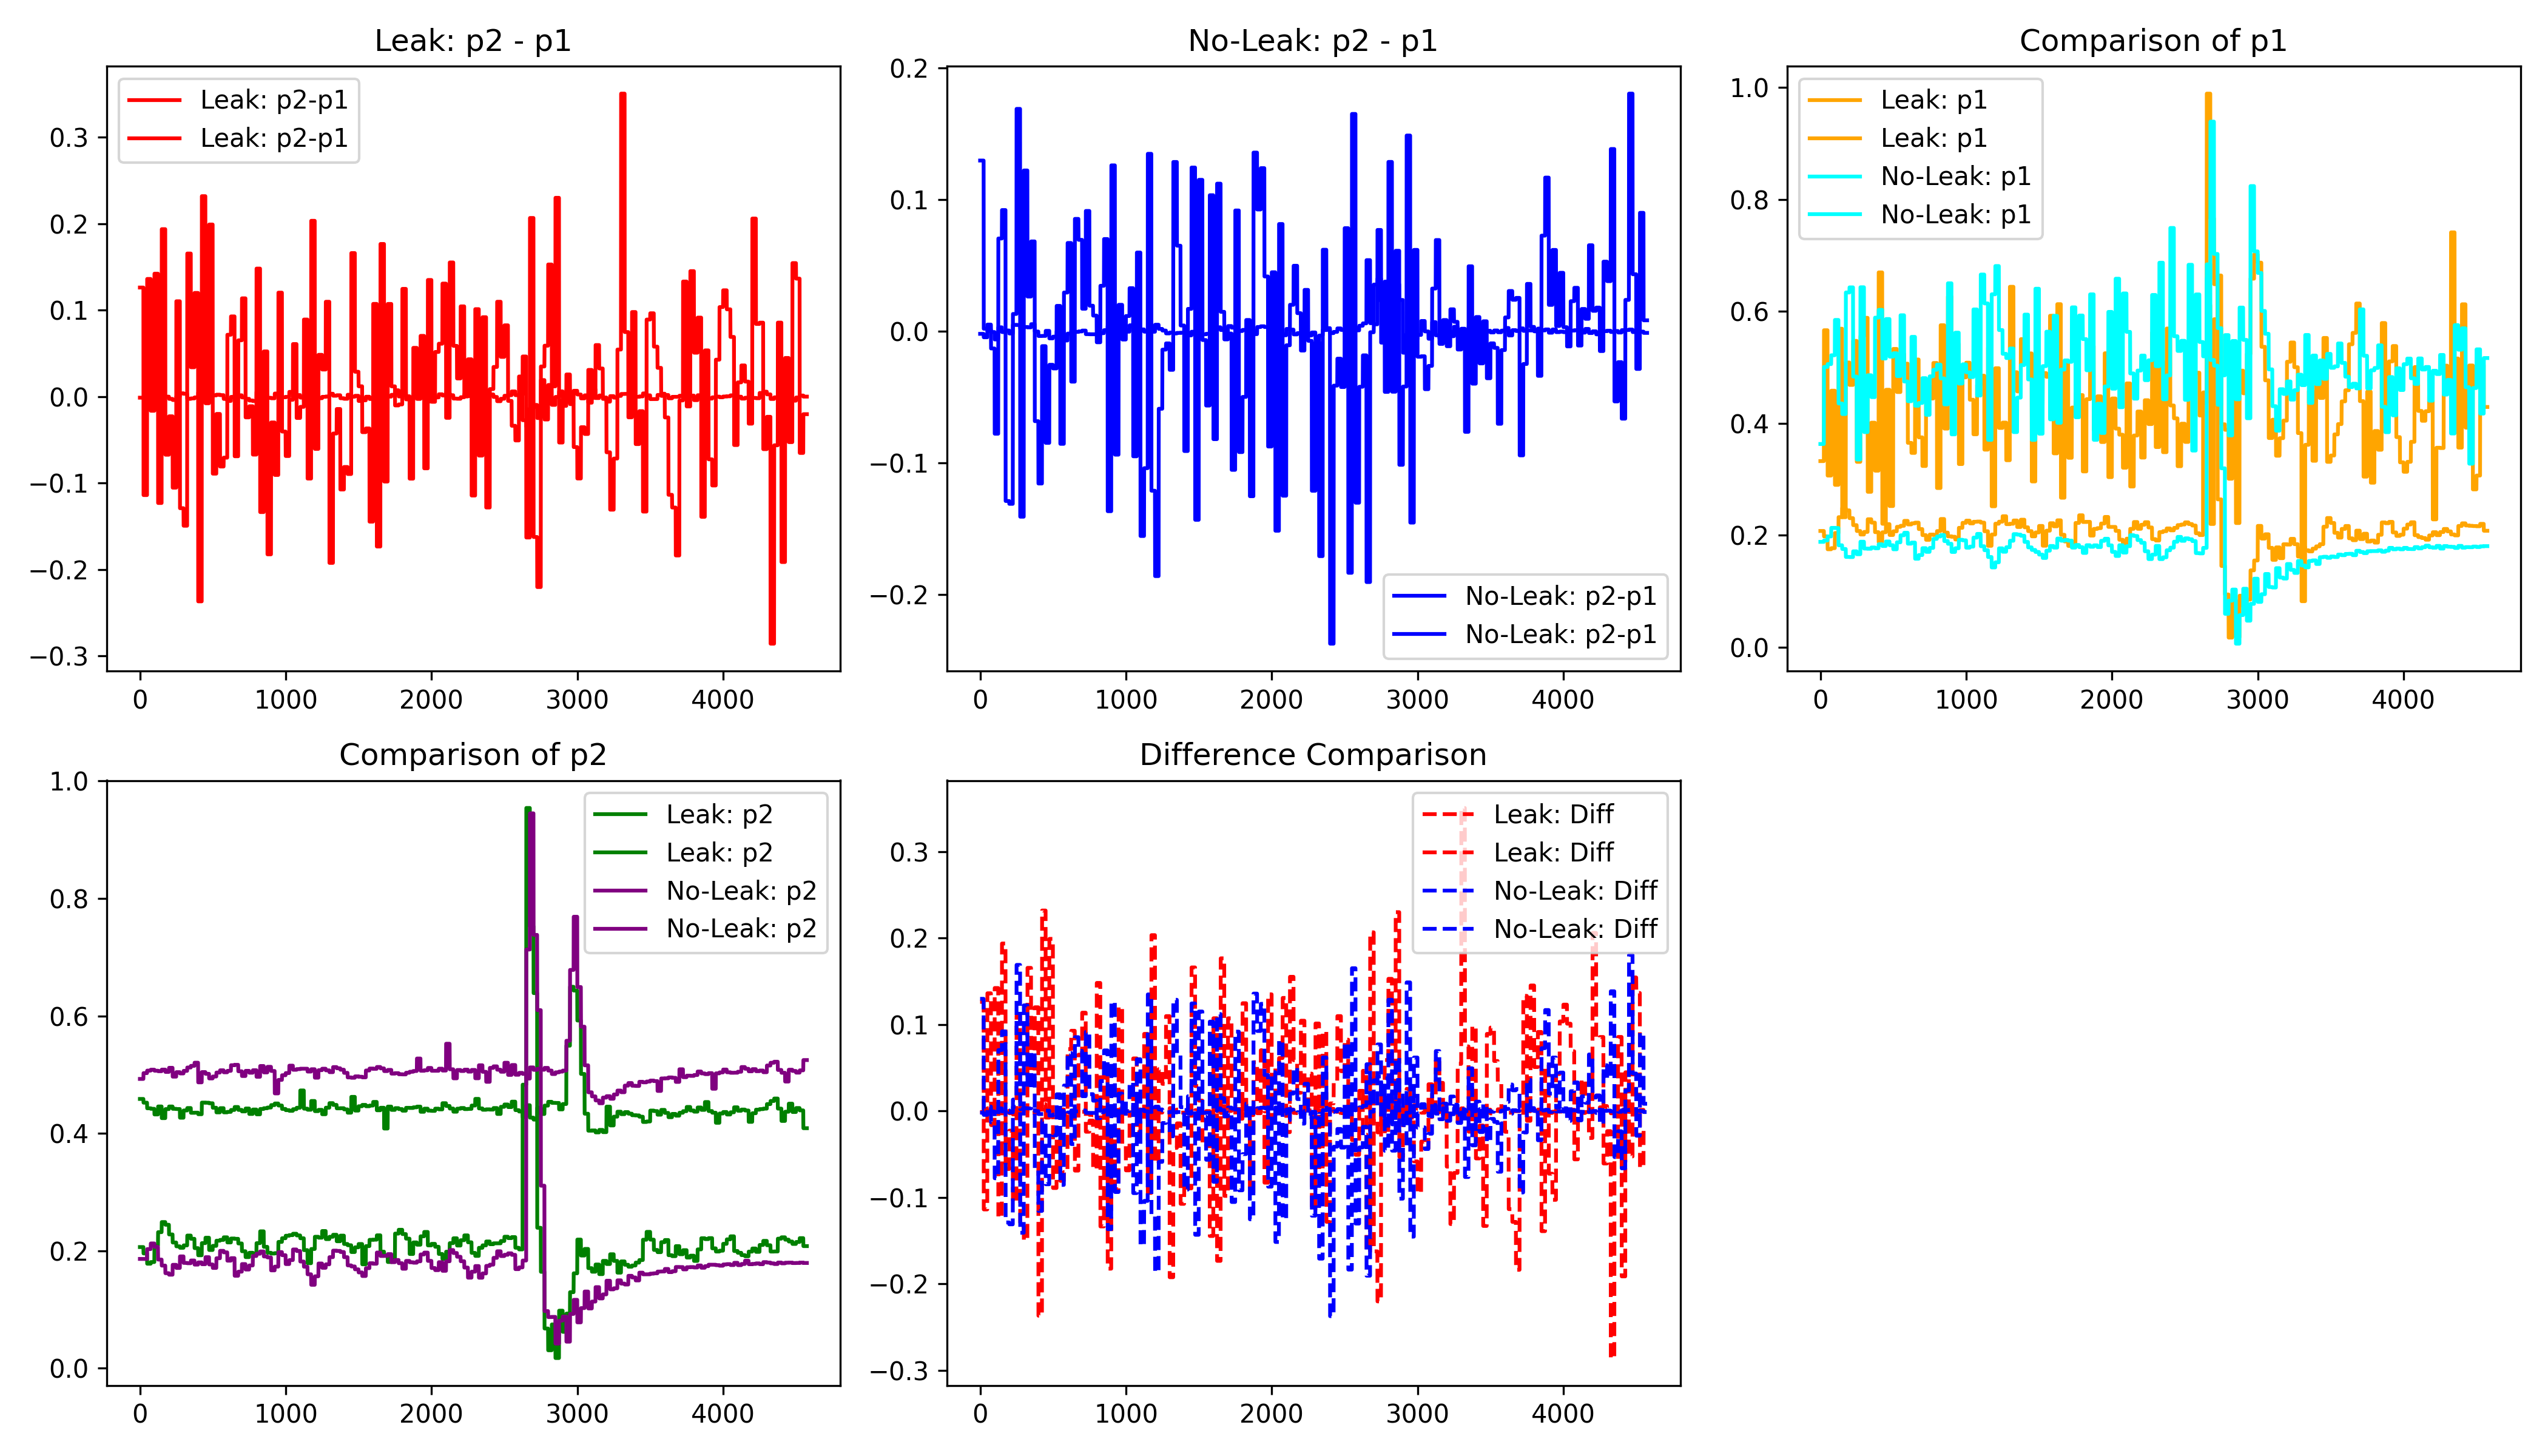 Leak: p2 - p1
Leak: p2-p1
Leak: p2-p1
0.3
0.2
0.1
0.0
−0.1
−0.2
−0.3
0 1000 2000 3000 4000
No-Leak: p2 - p1
0.2
0.1
0.0
−0.1
−0.2
No-Leak: p2-p1
No-Leak: p2-p1
0 1000 2000 3000 4000
Comparison of p1
Leak: p1
Leak: p1
No-Leak: p1
No-Leak: p1
1.0
0.8
0.6
0.4
0.2
0.0
0 1000 2000 3000 4000
Comparison of p2
Leak: p2
Leak: p2
No-Leak: p2
No-Leak: p2
1.0
0.8
0.6
0.4
0.2
0.0
0 1000 2000 3000 4000
Difference Comparison
Leak: Diff
Leak: Diff
No-Leak: Diff
No-Leak: Diff
0.3
0.2
0.1
0.0
−0.1
−0.2
−0.3
0 1000 2000 3000 4000